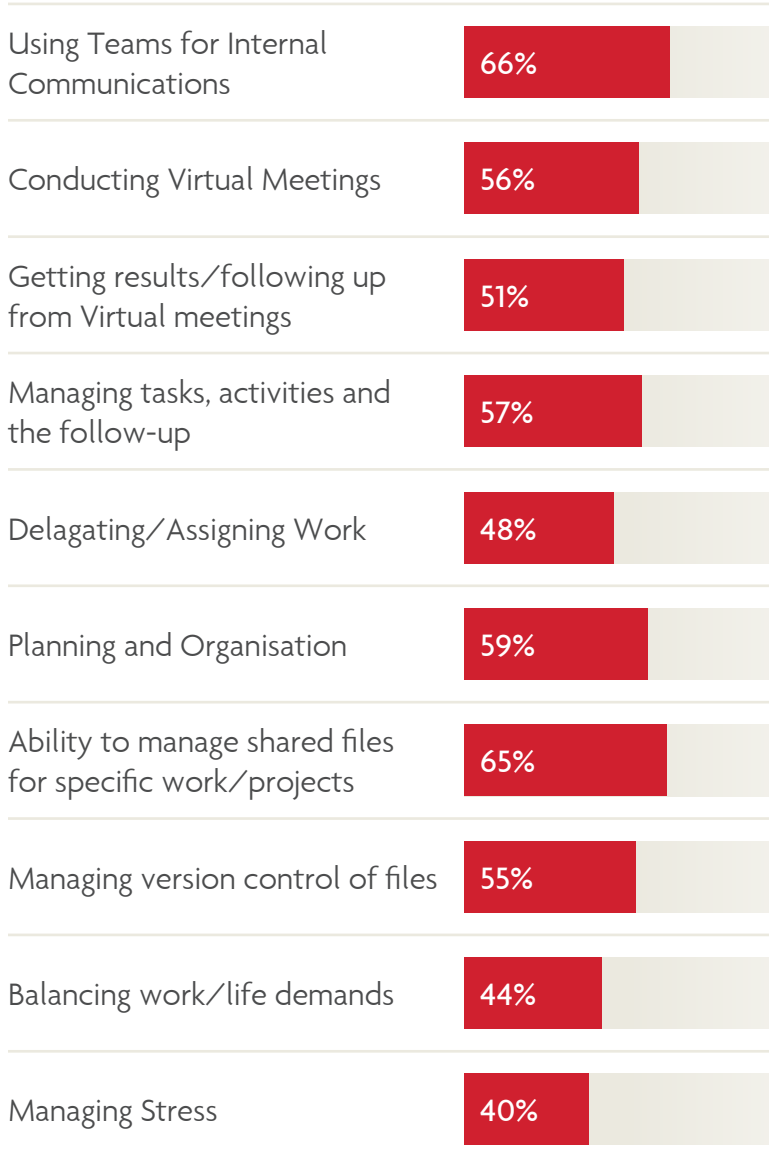 Using Teams for Internal
Communications
66%
Conducting Virtual Meetings
56%
Getting results/following up
from Virtual meetings
51%
Managing tasks, activities and
the follow-up
57%
Delagating/Assigning Work
48%
Planning and Organisation
59%
Ability to manage shared files
for specific work/projects
65%
Managing version control of files
55%
Balancing work/life demands
44%
Managing Stress
40%